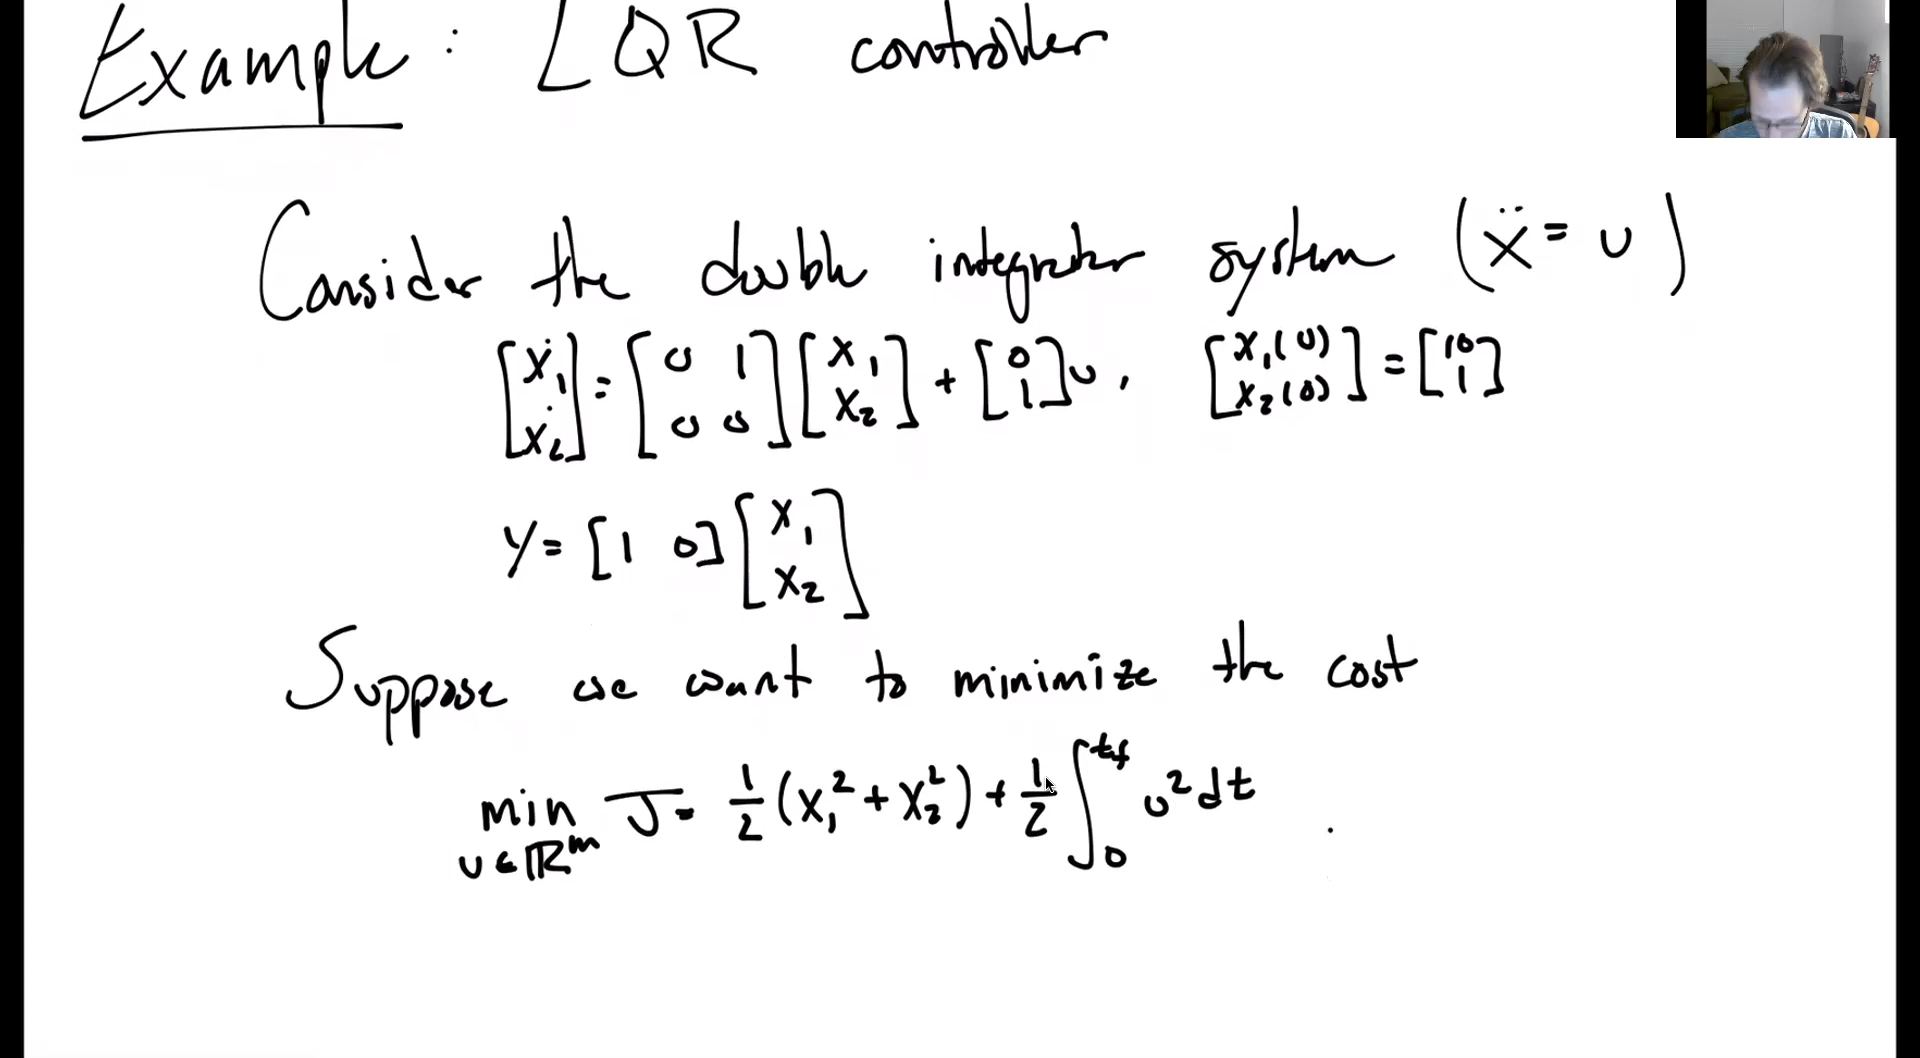 Example: LQR controller
Consider the double integrator system (ẍ = u)
[ẋ₁; ẋ₂] = [0 1; 0 0] [x₁; x₂] + [0; 1] u, [x₁(0); x₂(0)] = [10; 1]
y = [1 0] [x₁; x₂]
Suppose we want to minimize the cost
min_{u∈ℝᵐ} J = 1/2 (x₁² + x₂²) + 1/2 ∫₀^{tf} u² dt